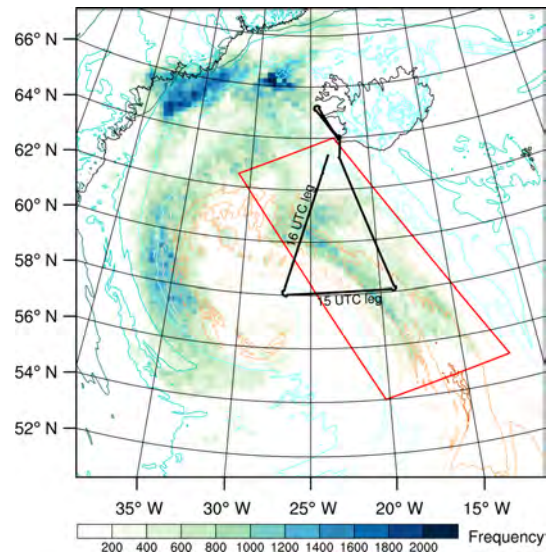 66° N
64° N
62° N
60° N
58° N
56° N
54° N
52° N
16 UTC leg
15 UTC leg
35° W 30° W 25° W 20° W 15° W
200 400 600 800 1000 1200 1400 1600 1800 2000
Frequency